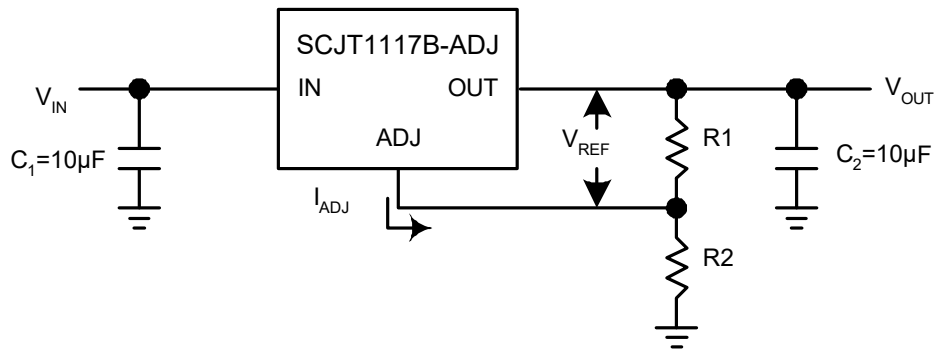 SCJT1117B-ADJ
V_IN
IN
OUT
V_OUT
ADJ
V_REF
R1
C_1=10µF
C_2=10µF
I_ADJ
R2